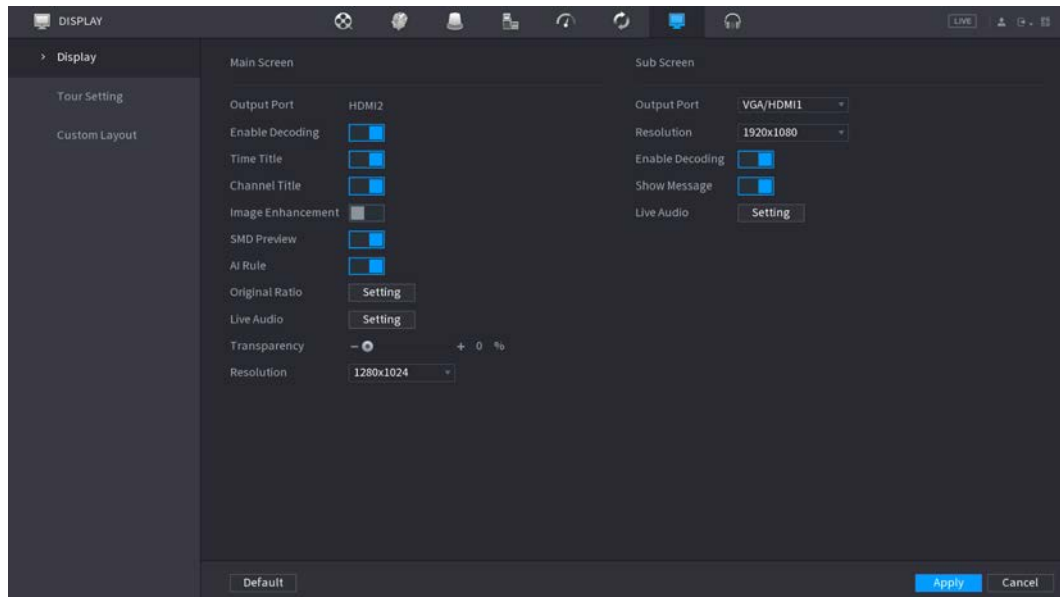 DISPLAY
LIVE
Display
Tour Setting
Custom Layout
Main Screen
Output Port HDMI2
Enable Decoding
Time Title
Channel Title
Image Enhancement
SMD Preview
AI Rule
Original Ratio Setting
Live Audio Setting
Transparency - + 0 %
Resolution 1280x1024
Sub Screen
Output Port VGA/HDMI1
Resolution 1920x1080
Enable Decoding
Show Message
Live Audio Setting
Default
Apply
Cancel